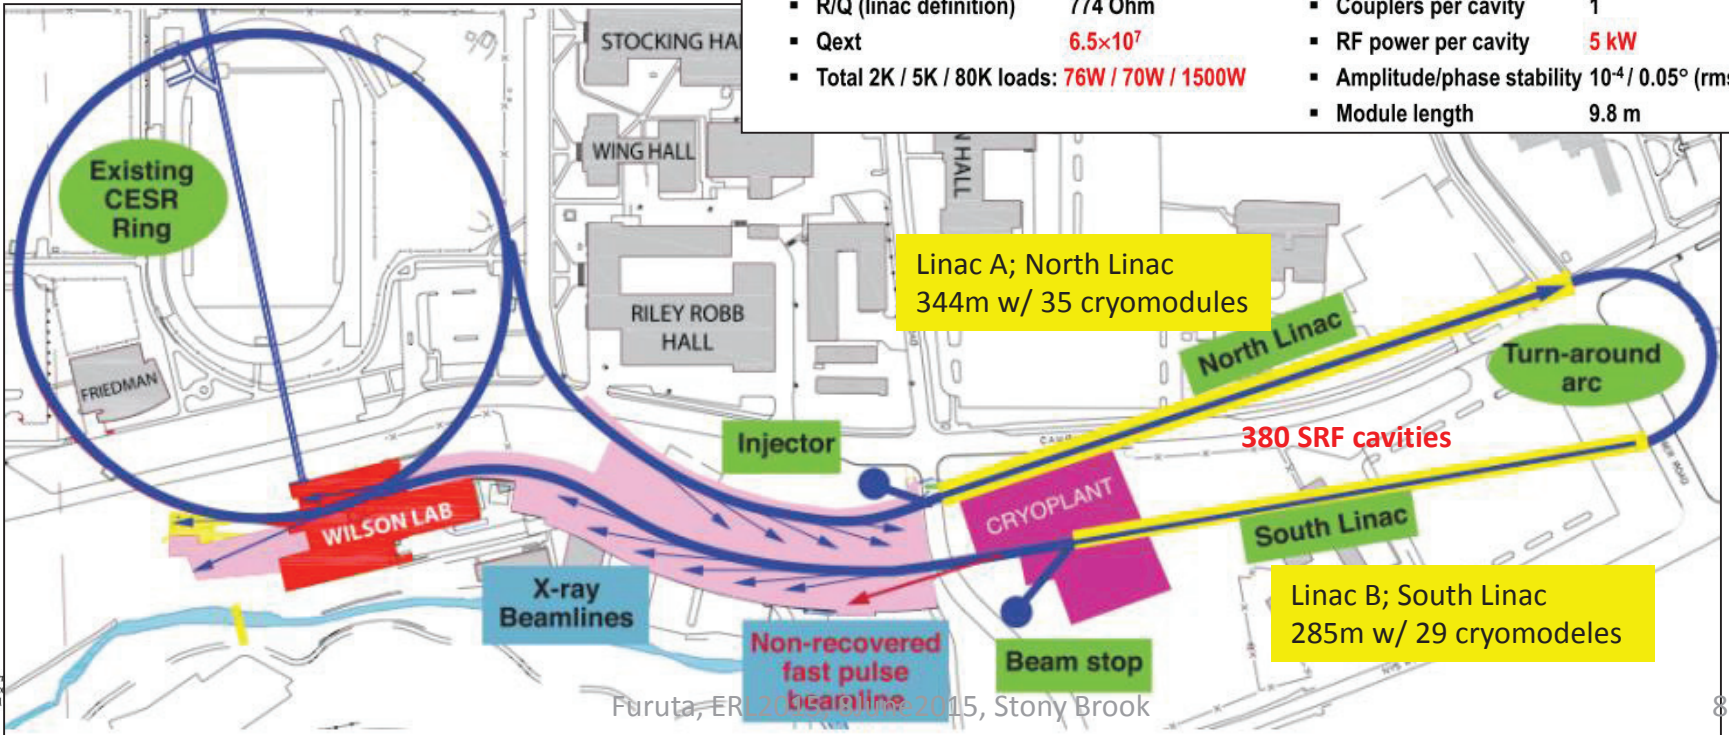 R/Q (linac definition) 774 Ohm
Qext 6.5×10⁷
Total 2K / 5K / 80K loads: 76W / 70W / 1500W
Couplers per cavity 1
RF power per cavity 5 kW
Amplitude/phase stability 10⁻⁴ / 0.05° (rms
Module length 9.8 m
STOCKING HA
WING HALL
N HALL
Existing
CESR
Ring
RILEY ROBB
HALL
FRIEDMAN
Linac A; North Linac
344m w/ 35 cryomodules
North Linac
Turn-around
arc
Injector
380 SRF cavities
CRYOPLANT
WILSON LAB
South Linac
X-ray
Beamlines
Linac B; South Linac
285m w/ 29 cryomodeles
Non-recovered
fast pulse
beamline
Beam stop
Furuta, ERL2015, June 2015, Stony Brook
8